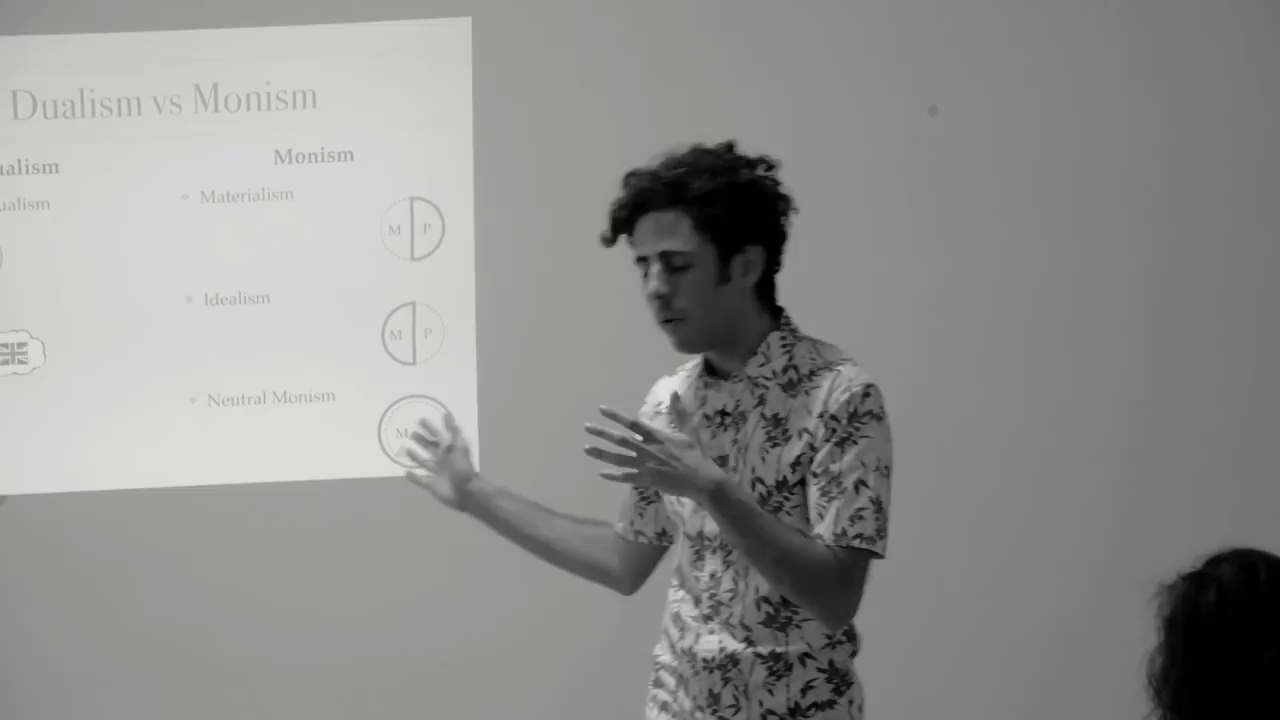 Dualism vs Monism
ualism
Monism
ualism
Materialism
M P
Idealism
M P
Neutral Monism
M